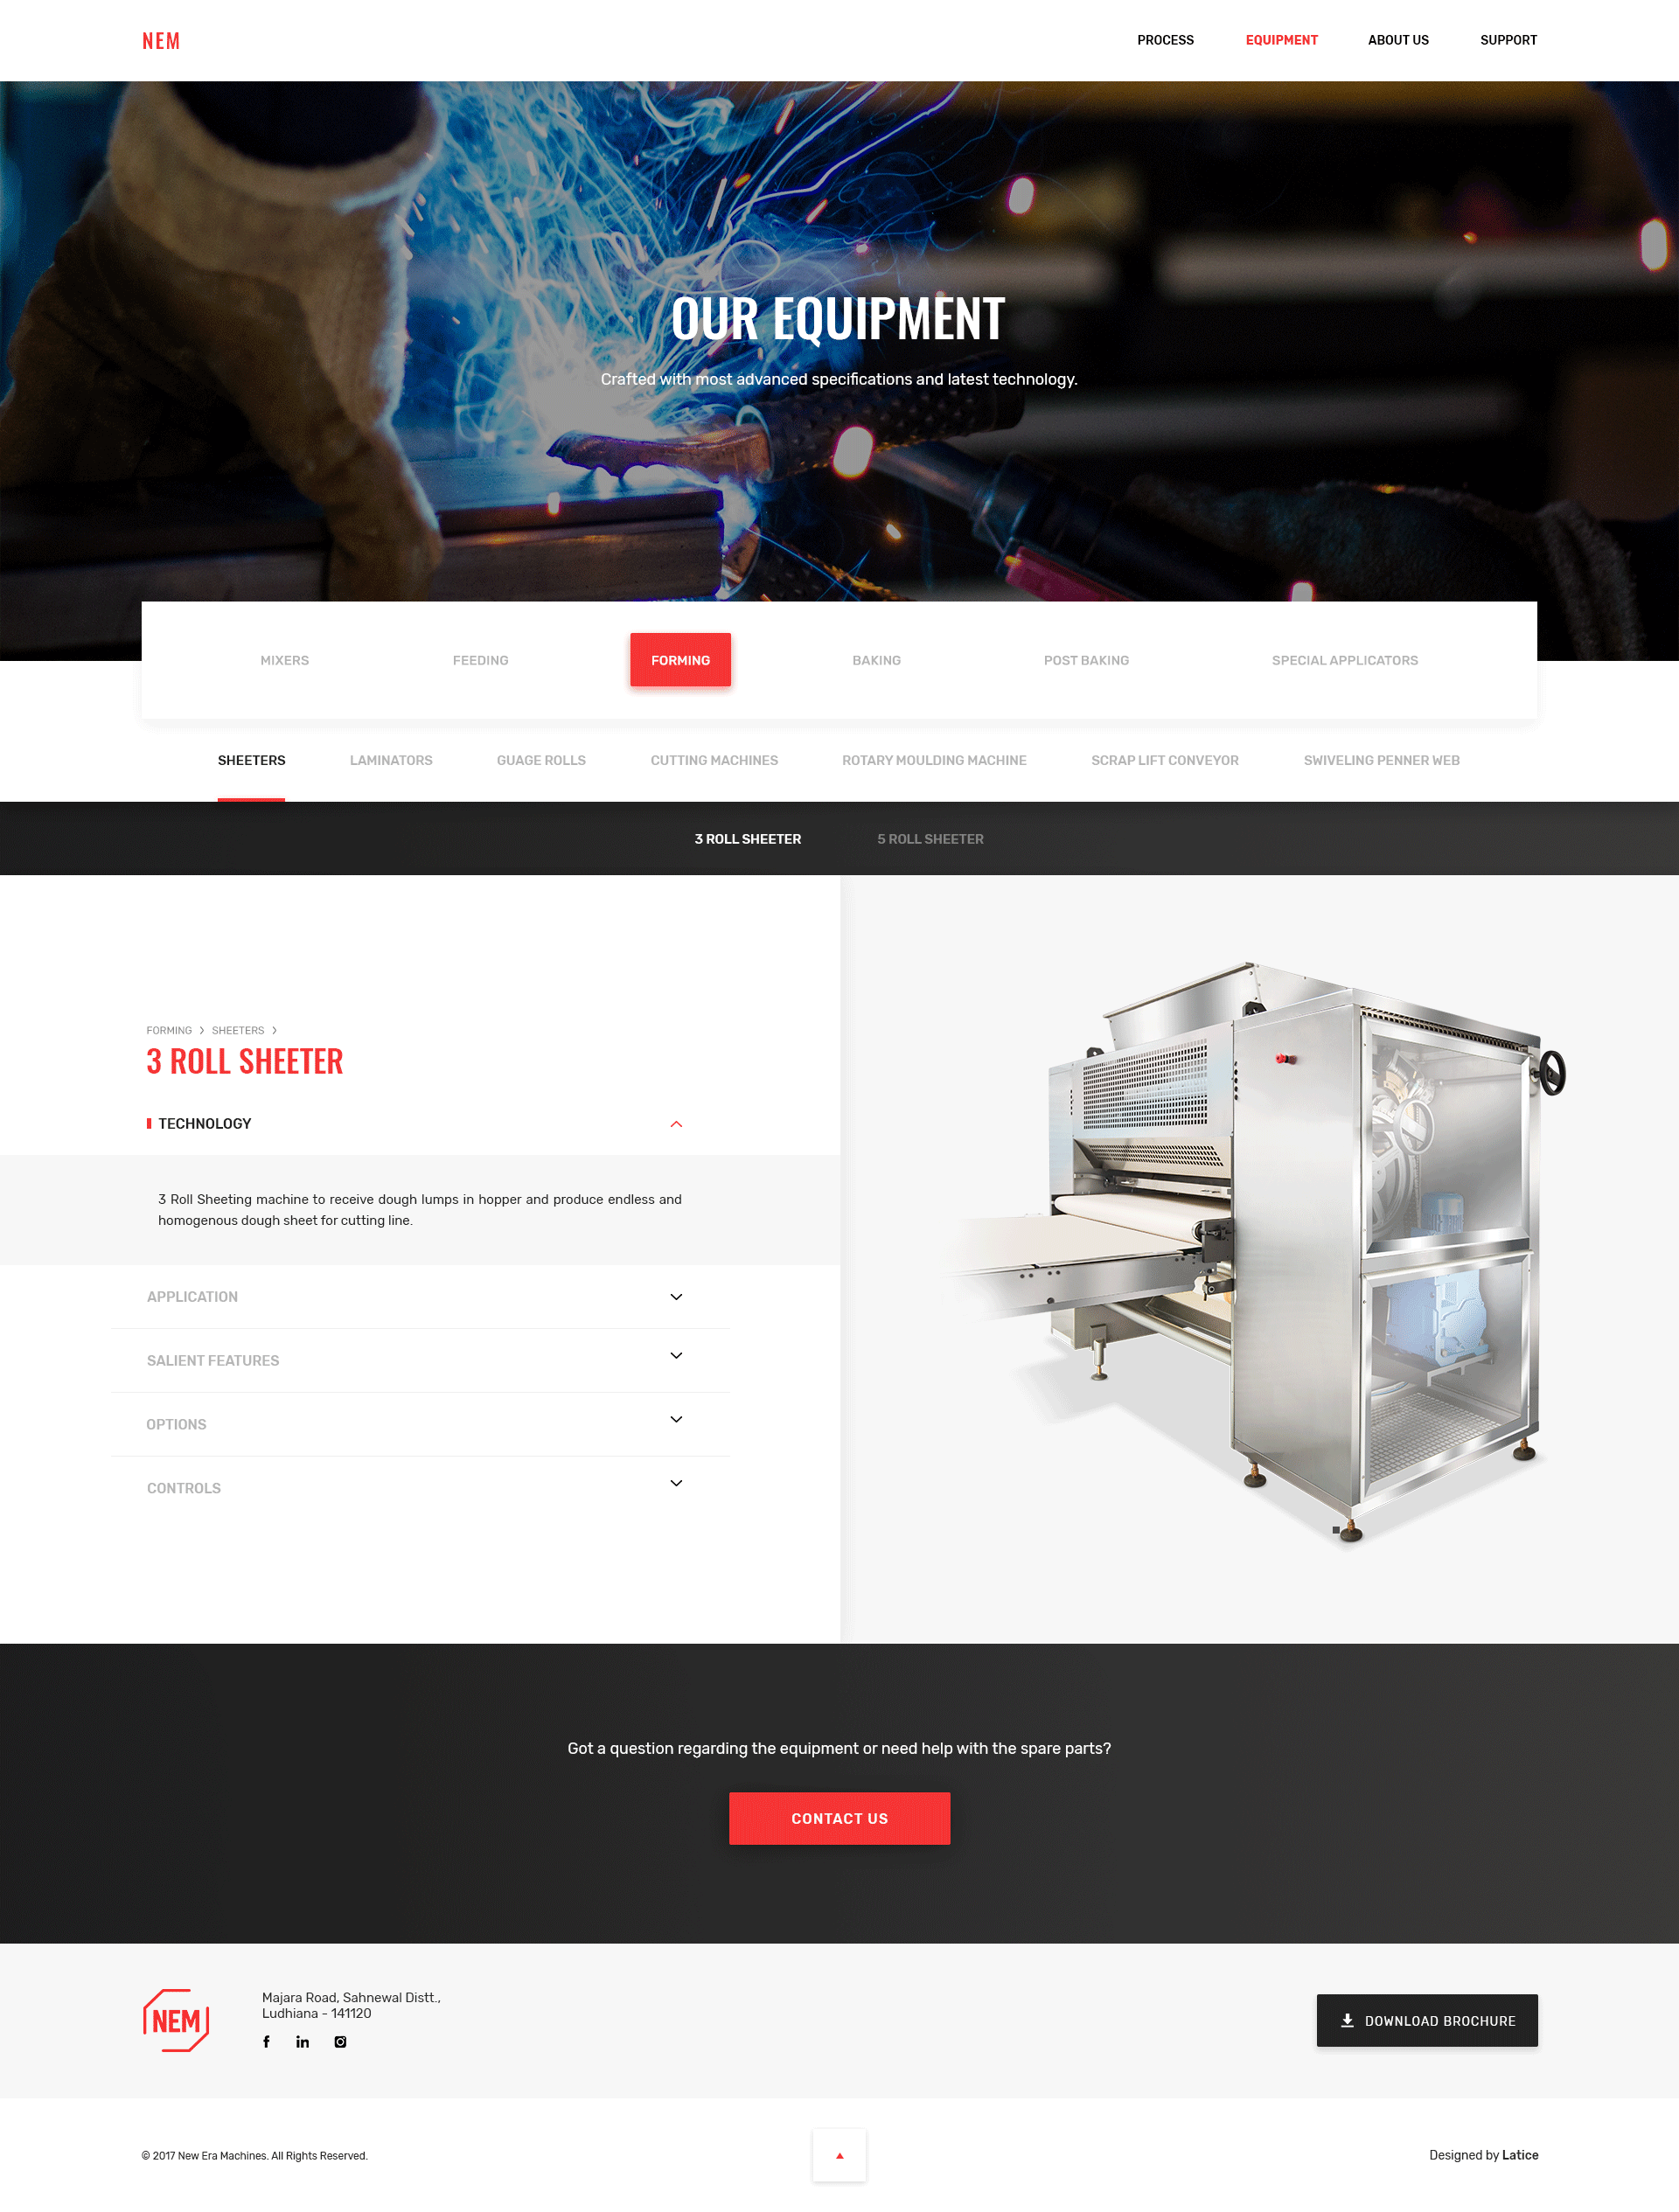 NEM
PROCESS
EQUIPMENT
ABOUT US
SUPPORT
OUR EQUIPMENT
Crafted with most advanced specifications and latest technology.
MIXERS
FEEDING
FORMING
BAKING
POST BAKING
SPECIAL APPLICATORS
SHEETERS
LAMINATORS
GUAGE ROLLS
CUTTING MACHINES
ROTARY MOULDING MACHINE
SCRAP LIFT CONVEYOR
SWIVELING PENNER WEB
3 ROLL SHEETER
5 ROLL SHEETER
FORMING > SHEETERS >
3 ROLL SHEETER
TECHNOLOGY
3 Roll Sheeting machine to receive dough lumps in hopper and produce endless and
homogenous dough sheet for cutting line.
APPLICATION
SALIENT FEATURES
OPTIONS
CONTROLS
Got a question regarding the equipment or need help with the spare parts?
CONTACT US
NEM
Majara Road, Sahnewal Distt.,
Ludhiana - 141120
DOWNLOAD BROCHURE
© 2017 New Era Machines. All Rights Reserved.
Designed by Latice